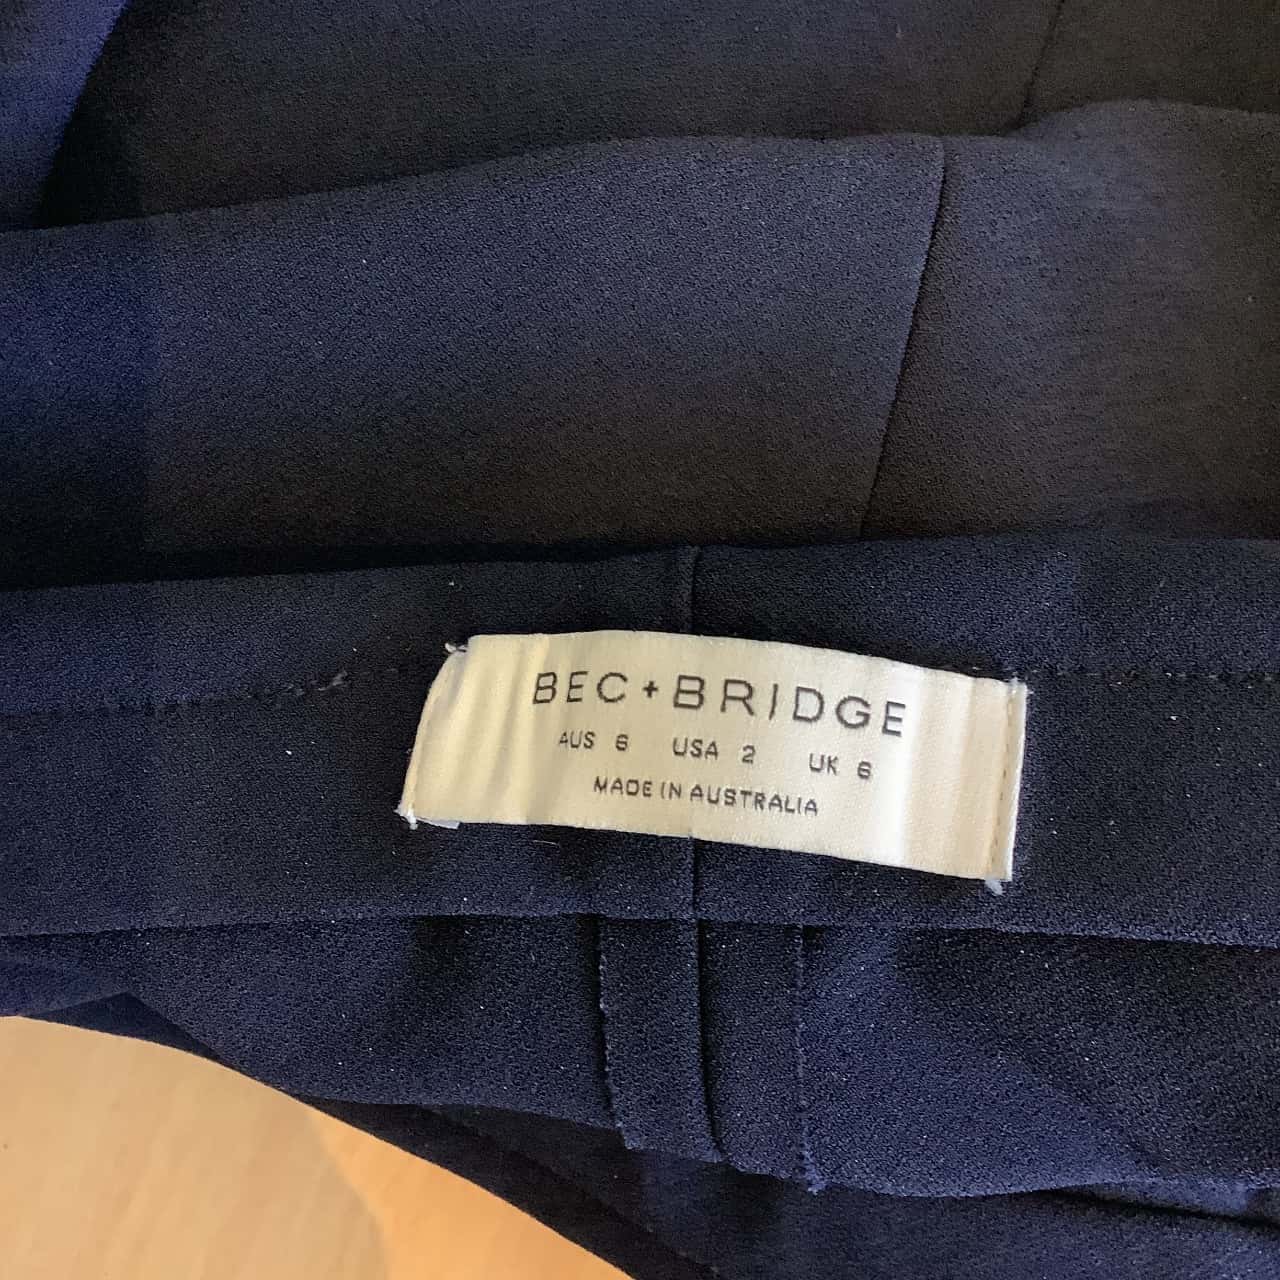 BEC + BRIDGE
AUS 6 USA 2 UK 6
MADE IN AUSTRALIA